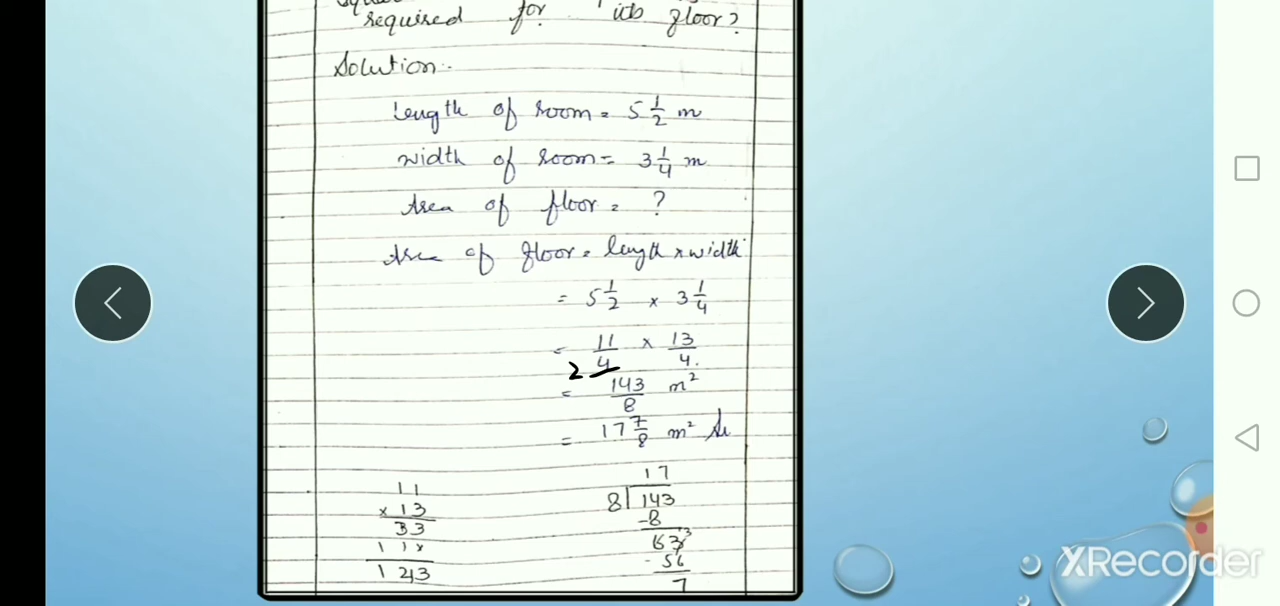 required for its floor?
Solution:-
Length of room = 5 1/2 m
width of room = 3 1/4 m
Area of floor = ?
Area of floor = length × width
= 5 1/2 × 3 1/4
= 11/4 × 13/4
2
= 143/8 m²
= 17 7/8 m²
11
× 13
33
11×
143
17
8 143
-8
63
- 56
7
XRecorder